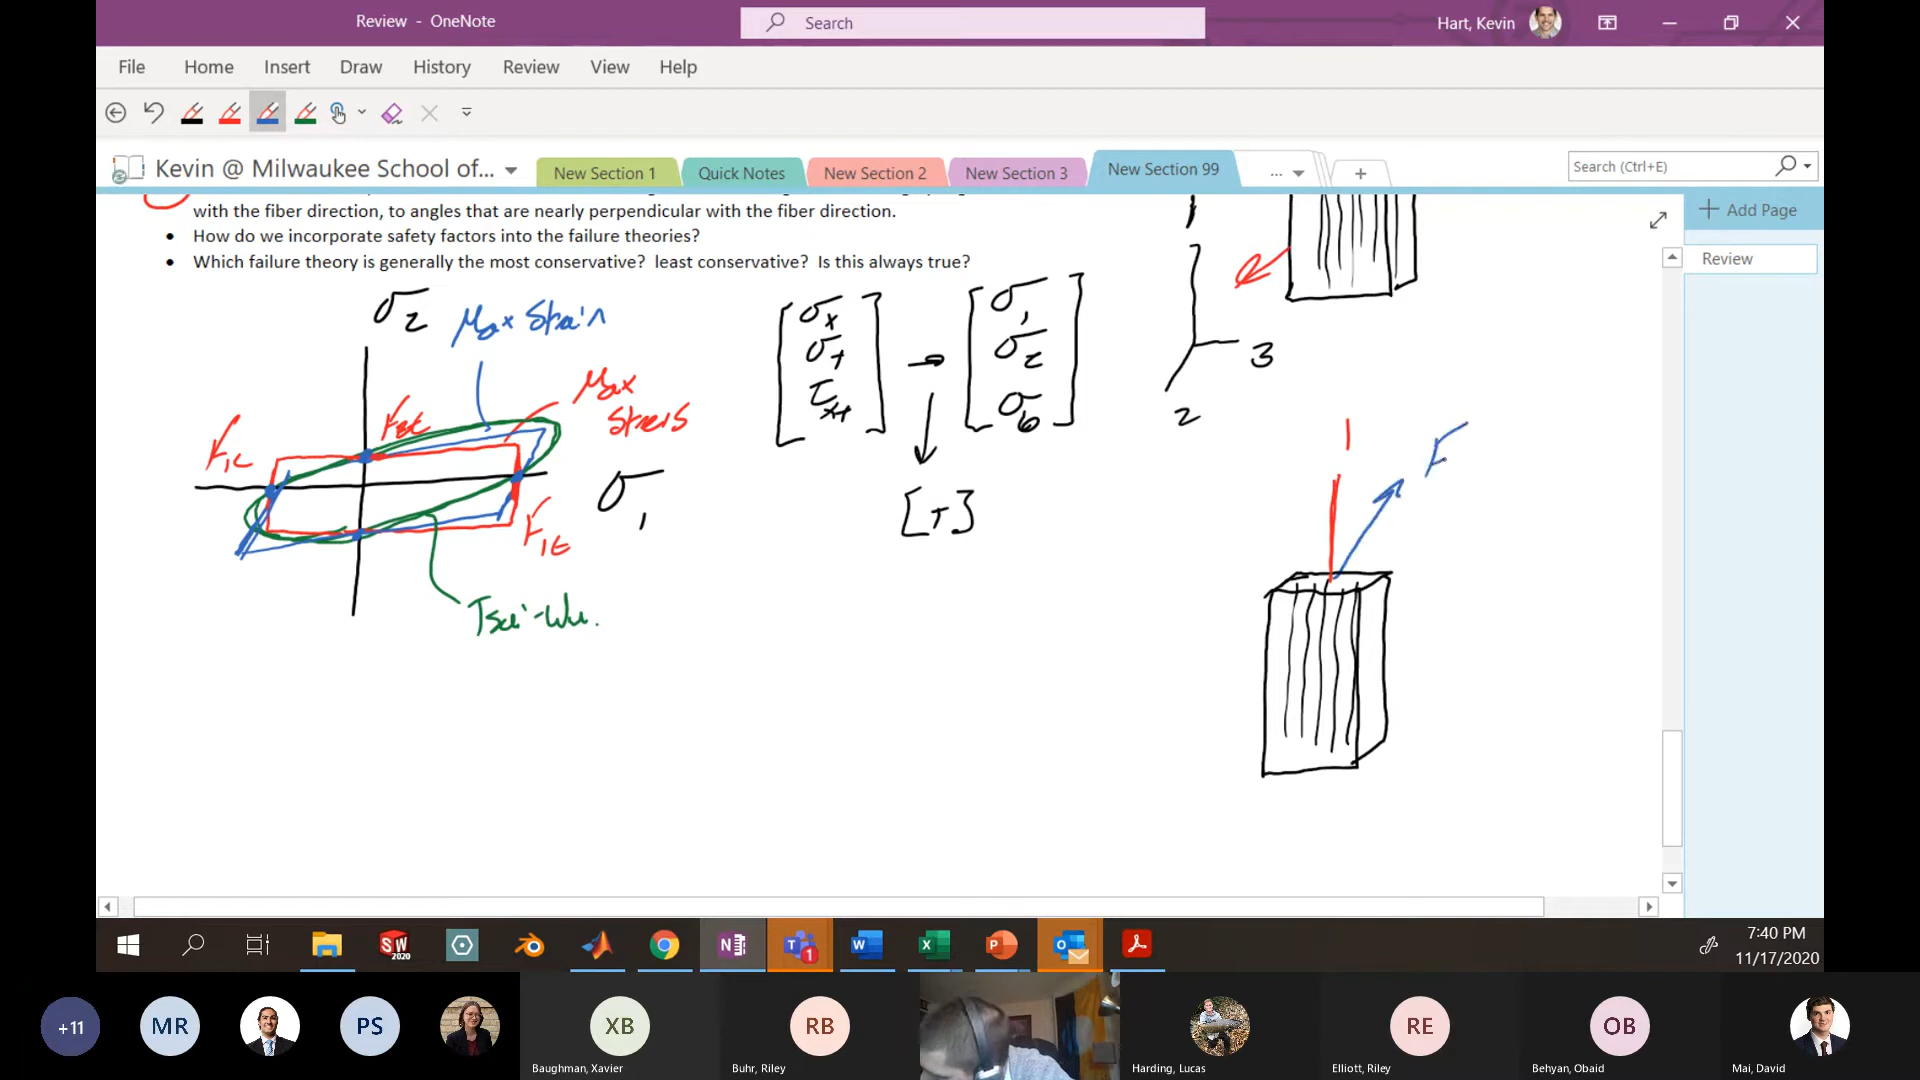 Review - OneNote
Search
Hart, Kevin
File Home Insert Draw History Review View Help
Kevin @ Milwaukee School of...
New Section 1
Quick Notes
New Section 2
New Section 3
New Section 99
...
Search (Ctrl+E)
Add Page
Review
with the fiber direction, to angles that are nearly perpendicular with the fiber direction.
• How do we incorporate safety factors into the failure theories?
• Which failure theory is generally the most conservative? least conservative? Is this always true?
σ2
Max Strain
Max
Stress
F1c
F2t
F1t
σ1
Tsai-Wu.
σx
σy
τxy
→
σ1
σ2
σ6
[T]
3
2
1
F
SW
2020
1
7:40 PM
11/17/2020
+11
MR
PS
XB
Baughman, Xavier
RB
Buhr, Riley
Harding, Lucas
RE
Elliott, Riley
OB
Behyan, Obaid
Mai, David